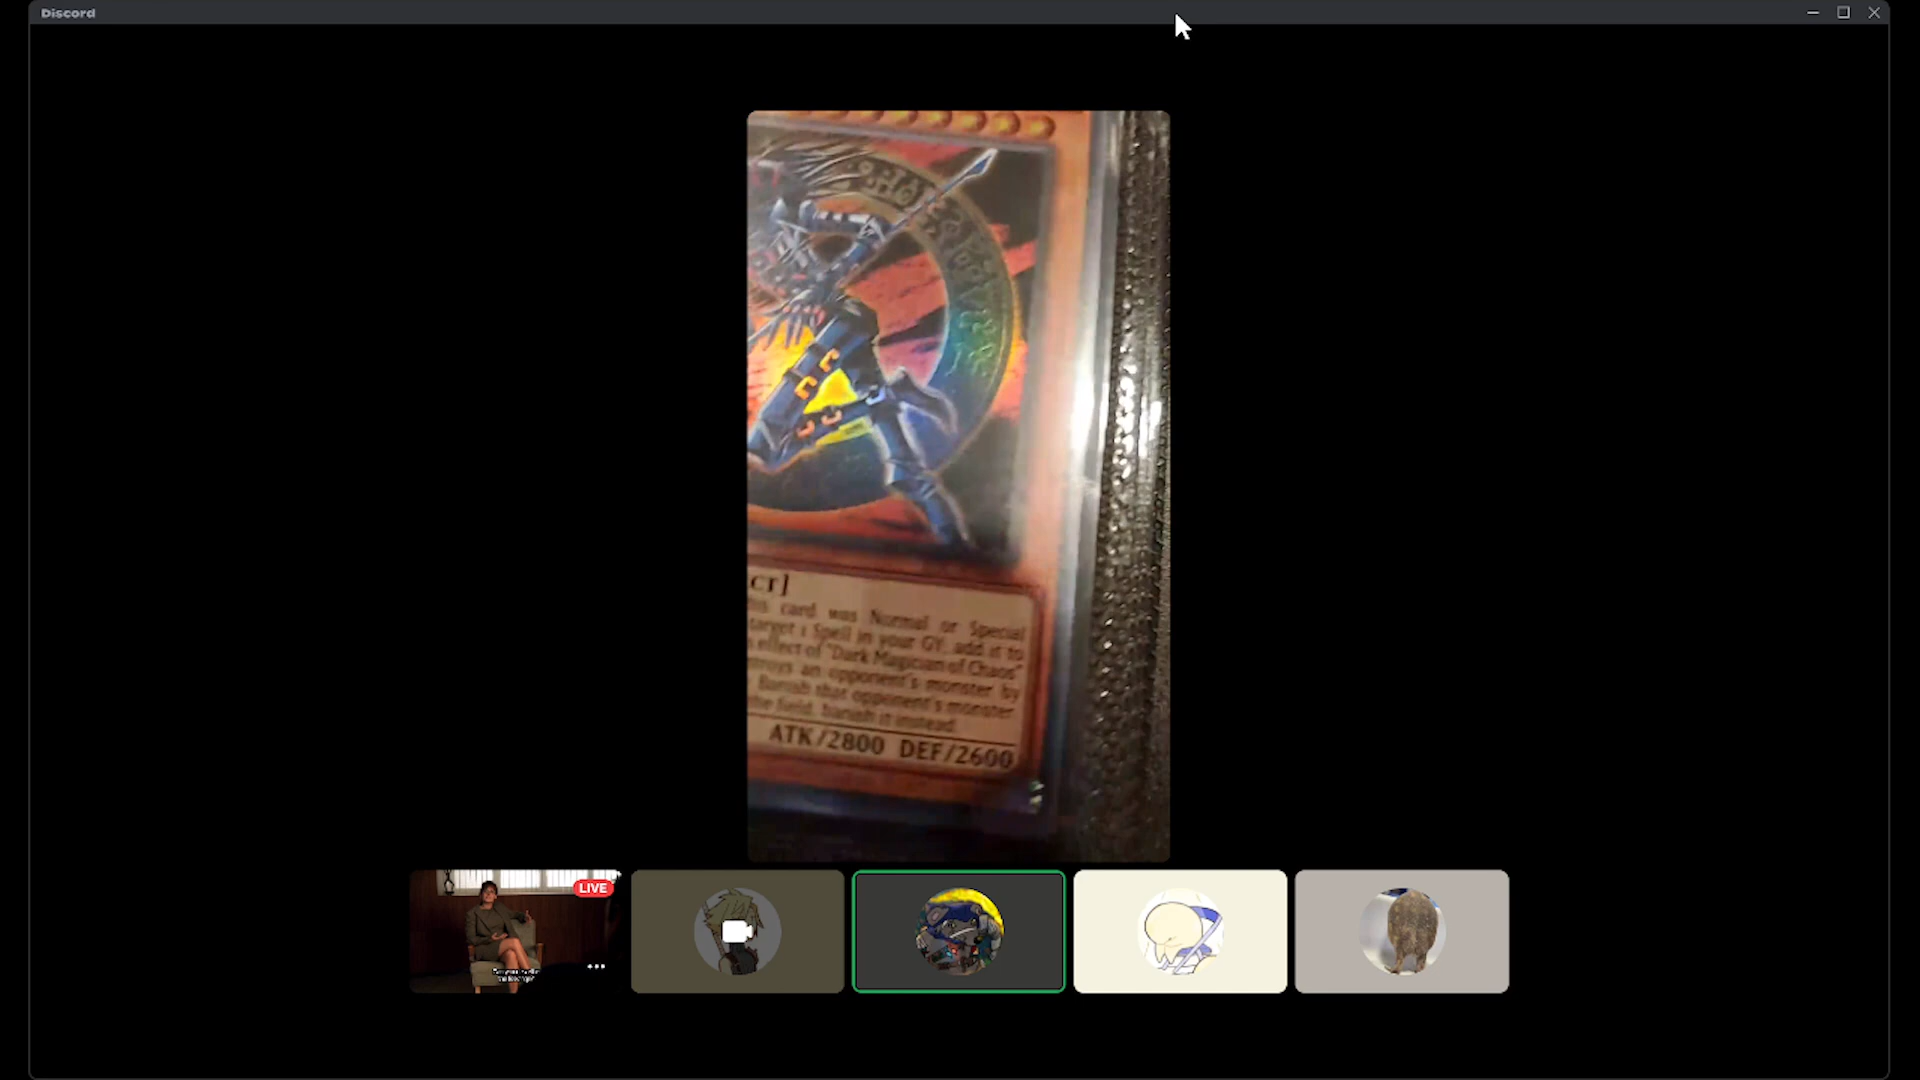 Discord
CT]
his card was Normal or Special
target 1 Spell in your GY; add it to
effect of "Dark Magician of Chaos"
an opponent's monster by
Banish that opponent's monster
the field, banish it instead.
ATK/2800 DEF/2600
LIVE